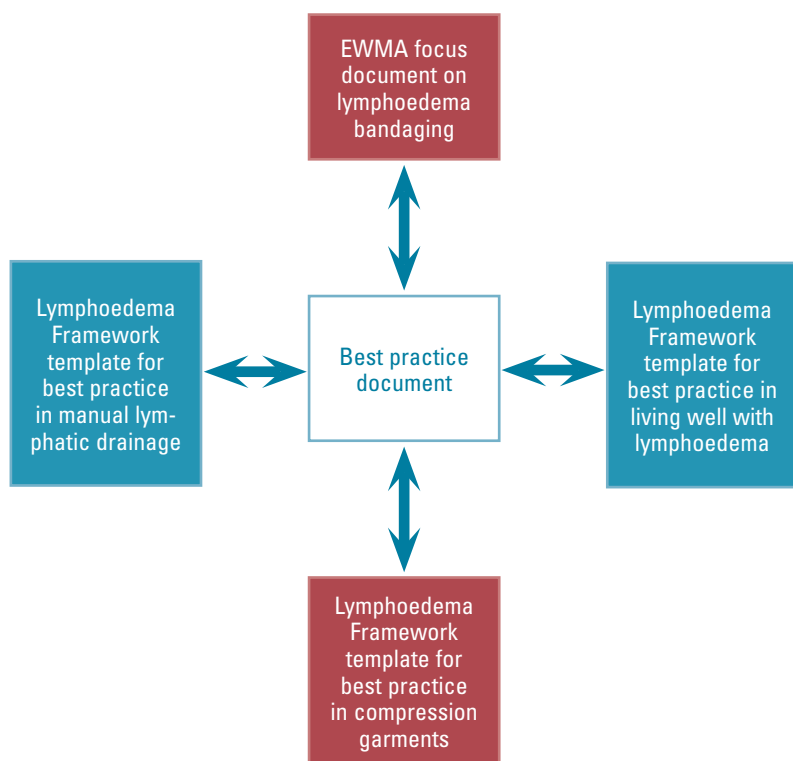 EWMA focus
document on
lymphoedema
bandaging
Lymphoedema
Framework
template for
best practice
in manual lym-
phatic drainage
Best practice
document
Lymphoedema
Framework
template for
best practice in
living well with
lymphoedema
Lymphoedema
Framework
template for
best practice
in compression
garments